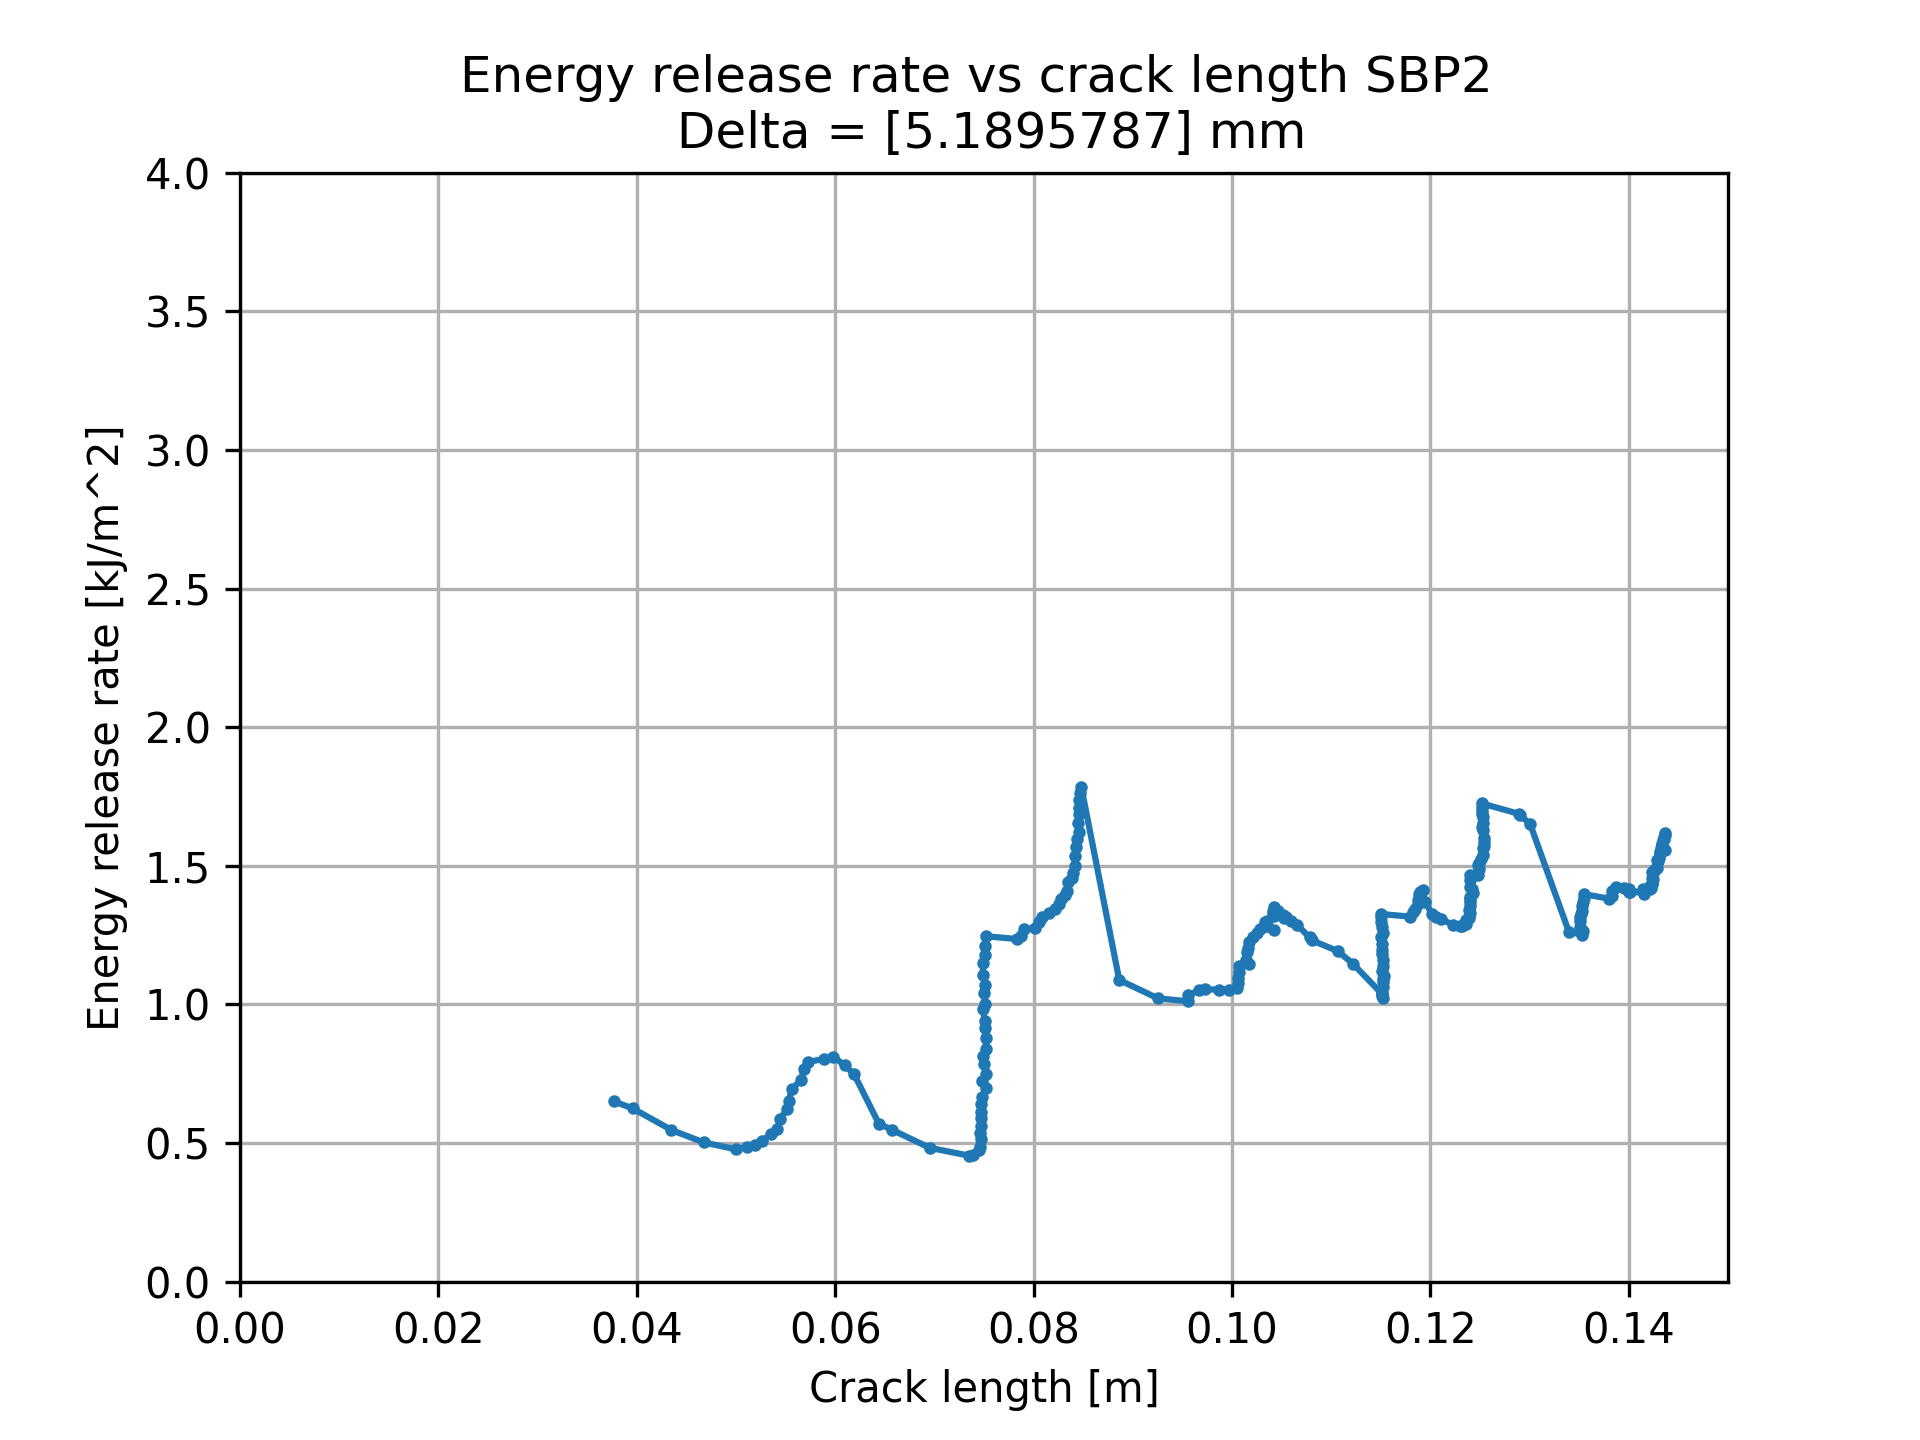 Energy release rate vs crack length SBP2
Delta = [5.1895787] mm
4.0
3.5
3.0
2.5
2.0
1.5
1.0
0.5
0.0
Energy release rate [kJ/m^2]
0.00 0.02 0.04 0.06 0.08 0.10 0.12 0.14
Crack length [m]